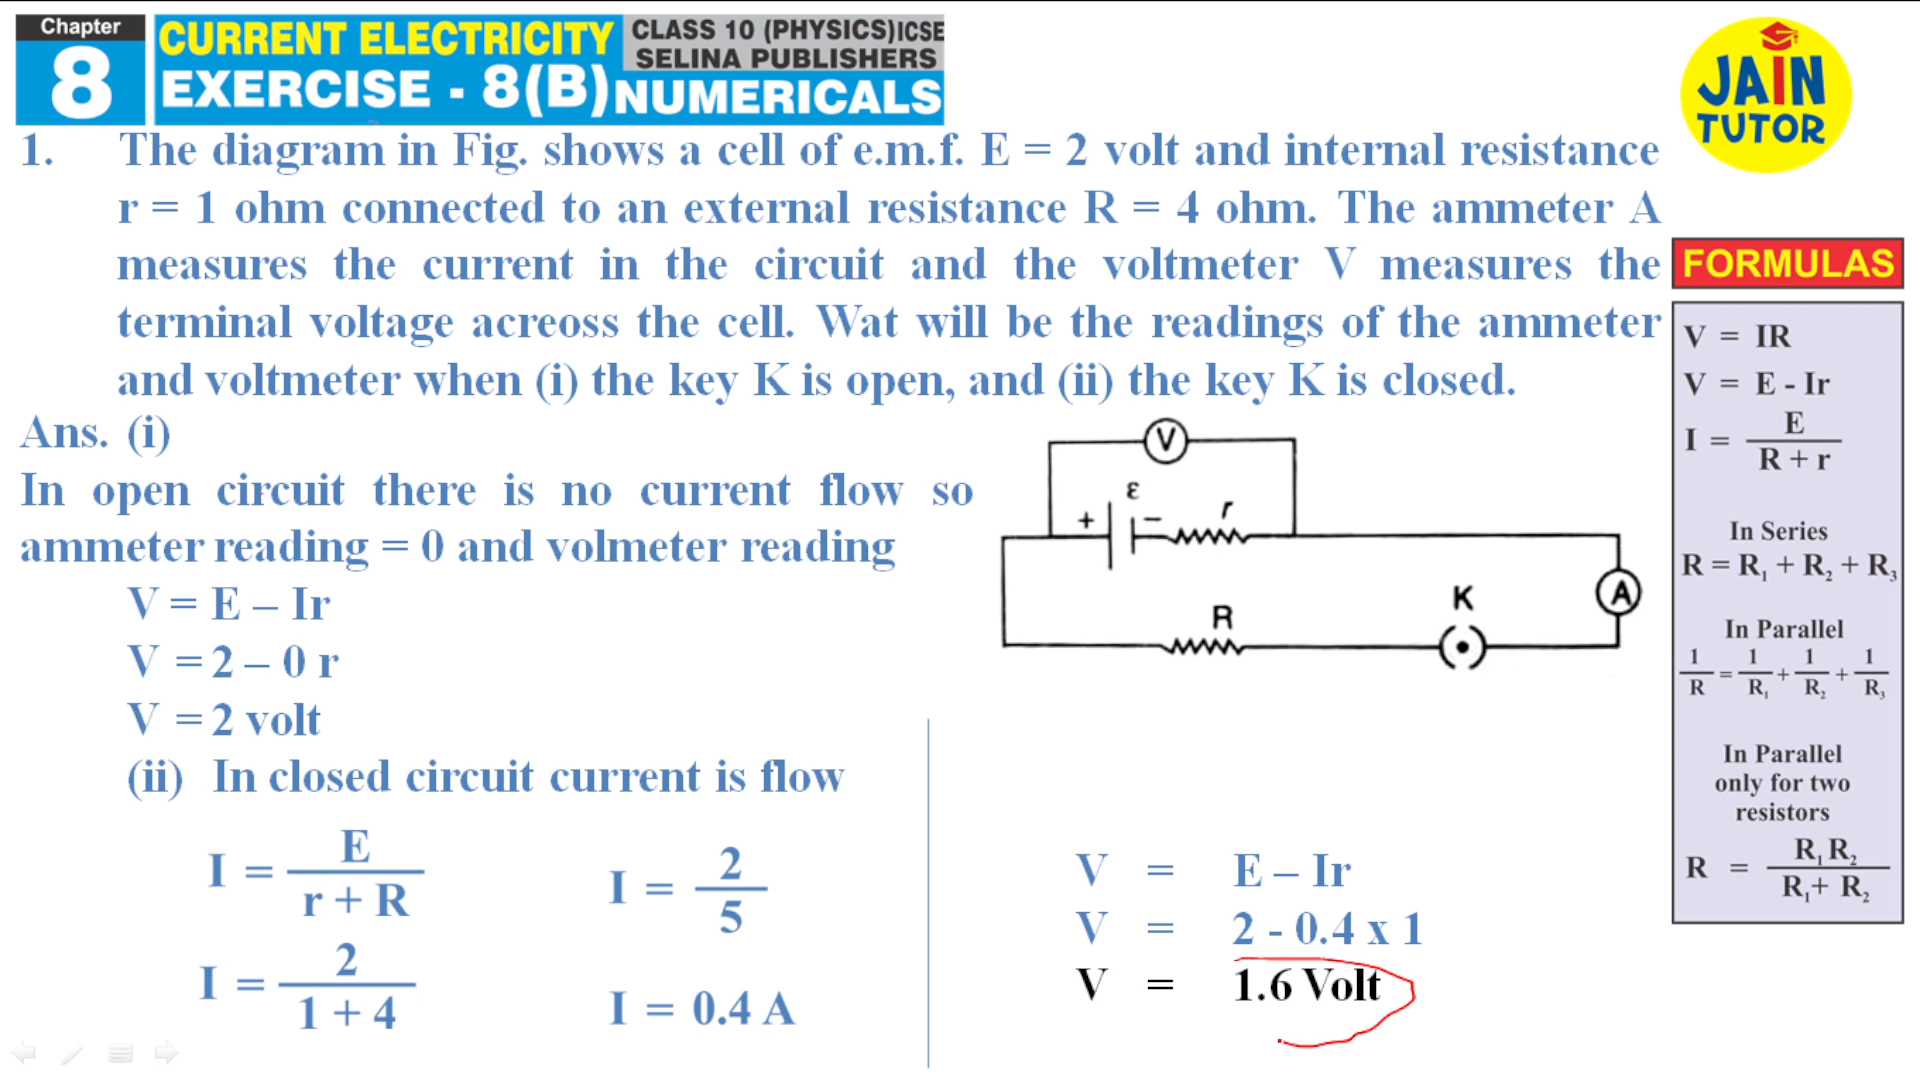 Chapter
8
CURRENT ELECTRICITY
CLASS 10 (PHYSICS)ICSE
SELINA PUBLISHERS
EXERCISE - 8(B) NUMERICALS
JAIN
TUTOR
1. The diagram in Fig. shows a cell of e.m.f. E = 2 volt and internal resistance
r = 1 ohm connected to an external resistance R = 4 ohm. The ammeter A
measures the current in the circuit and the voltmeter V measures the
terminal voltage acreoss the cell. Wat will be the readings of the ammeter
and voltmeter when (i) the key K is open, and (ii) the key K is closed.
Ans. (i)
In open circuit there is no current flow so
ammeter reading = 0 and volmeter reading
V = E – Ir
V = 2 – 0 r
V = 2 volt
(ii) In closed circuit current is flow
I = E / r + R
I = 2 / 1 + 4
I = 2 / 5
I = 0.4 A
V = E – Ir
V = 2 - 0.4 x 1
V = 1.6 Volt
V
ε
+ –
r
A
K
R
FORMULAS
V = IR
V = E - Ir
I = E / R + r
In Series
R = R₁ + R₂ + R₃
In Parallel
1/R = 1/R₁ + 1/R₂ + 1/R₃
In Parallel
only for two
resistors
R = R₁ R₂ / R₁+ R₂